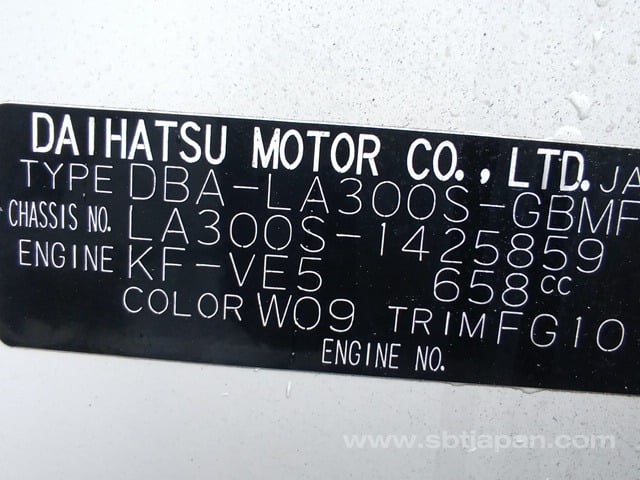 DAIHATSU MOTOR CO., LTD. JA
TYPE DBA-LA300S-GBMF
CHASSIS NO. LA300S-1425859
ENGINE KF-VE5 658cc
COLOR W09 TRIM FG10
ENGINE NO.
www.sbtjapan.com